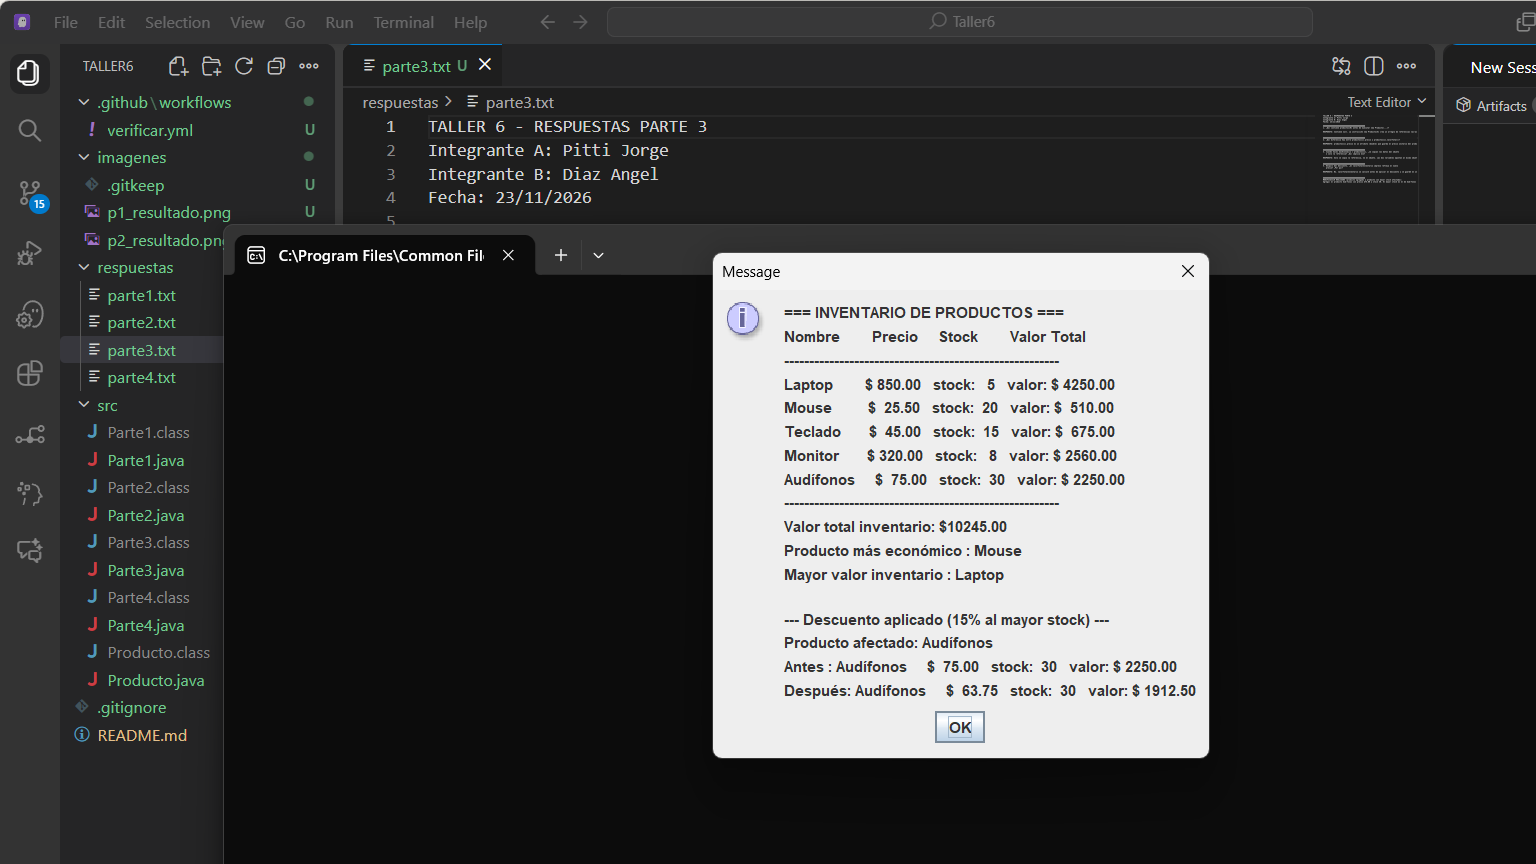 File Edit Selection View Go Run Terminal Help
Taller6
TALLER6
parte3.txt U
New Sess
.github\workflows
respuestas > parte3.txt
Text Editor
Artifacts
verificar.yml U
imagenes
.gitkeep U
p1_resultado.png U
p2_resultado.pn
respuestas
parte1.txt
parte2.txt
parte3.txt
parte4.txt
src
Parte1.class
Parte1.java
Parte2.class
Parte2.java
Parte3.class
Parte3.java
Parte4.class
Parte4.java
Producto.class
Producto.java
.gitignore
README.md
15
1 TALLER 6 - RESPUESTAS PARTE 3
2 Integrante A: Pitti Jorge
3 Integrante B: Diaz Angel
4 Fecha: 23/11/2026
5
C:\Program Files\Common Fil
Message
=== INVENTARIO DE PRODUCTOS ===
Nombre Precio Stock Valor Total
-------------------------------------------------------
Laptop $ 850.00 stock: 5 valor: $ 4250.00
Mouse $ 25.50 stock: 20 valor: $ 510.00
Teclado $ 45.00 stock: 15 valor: $ 675.00
Monitor $ 320.00 stock: 8 valor: $ 2560.00
Audífonos $ 75.00 stock: 30 valor: $ 2250.00
-------------------------------------------------------
Valor total inventario: $10245.00
Producto más económico : Mouse
Mayor valor inventario : Laptop
--- Descuento aplicado (15% al mayor stock) ---
Producto afectado: Audífonos
Antes : Audífonos $ 75.00 stock: 30 valor: $ 2250.00
Después: Audífonos $ 63.75 stock: 30 valor: $ 1912.50
OK